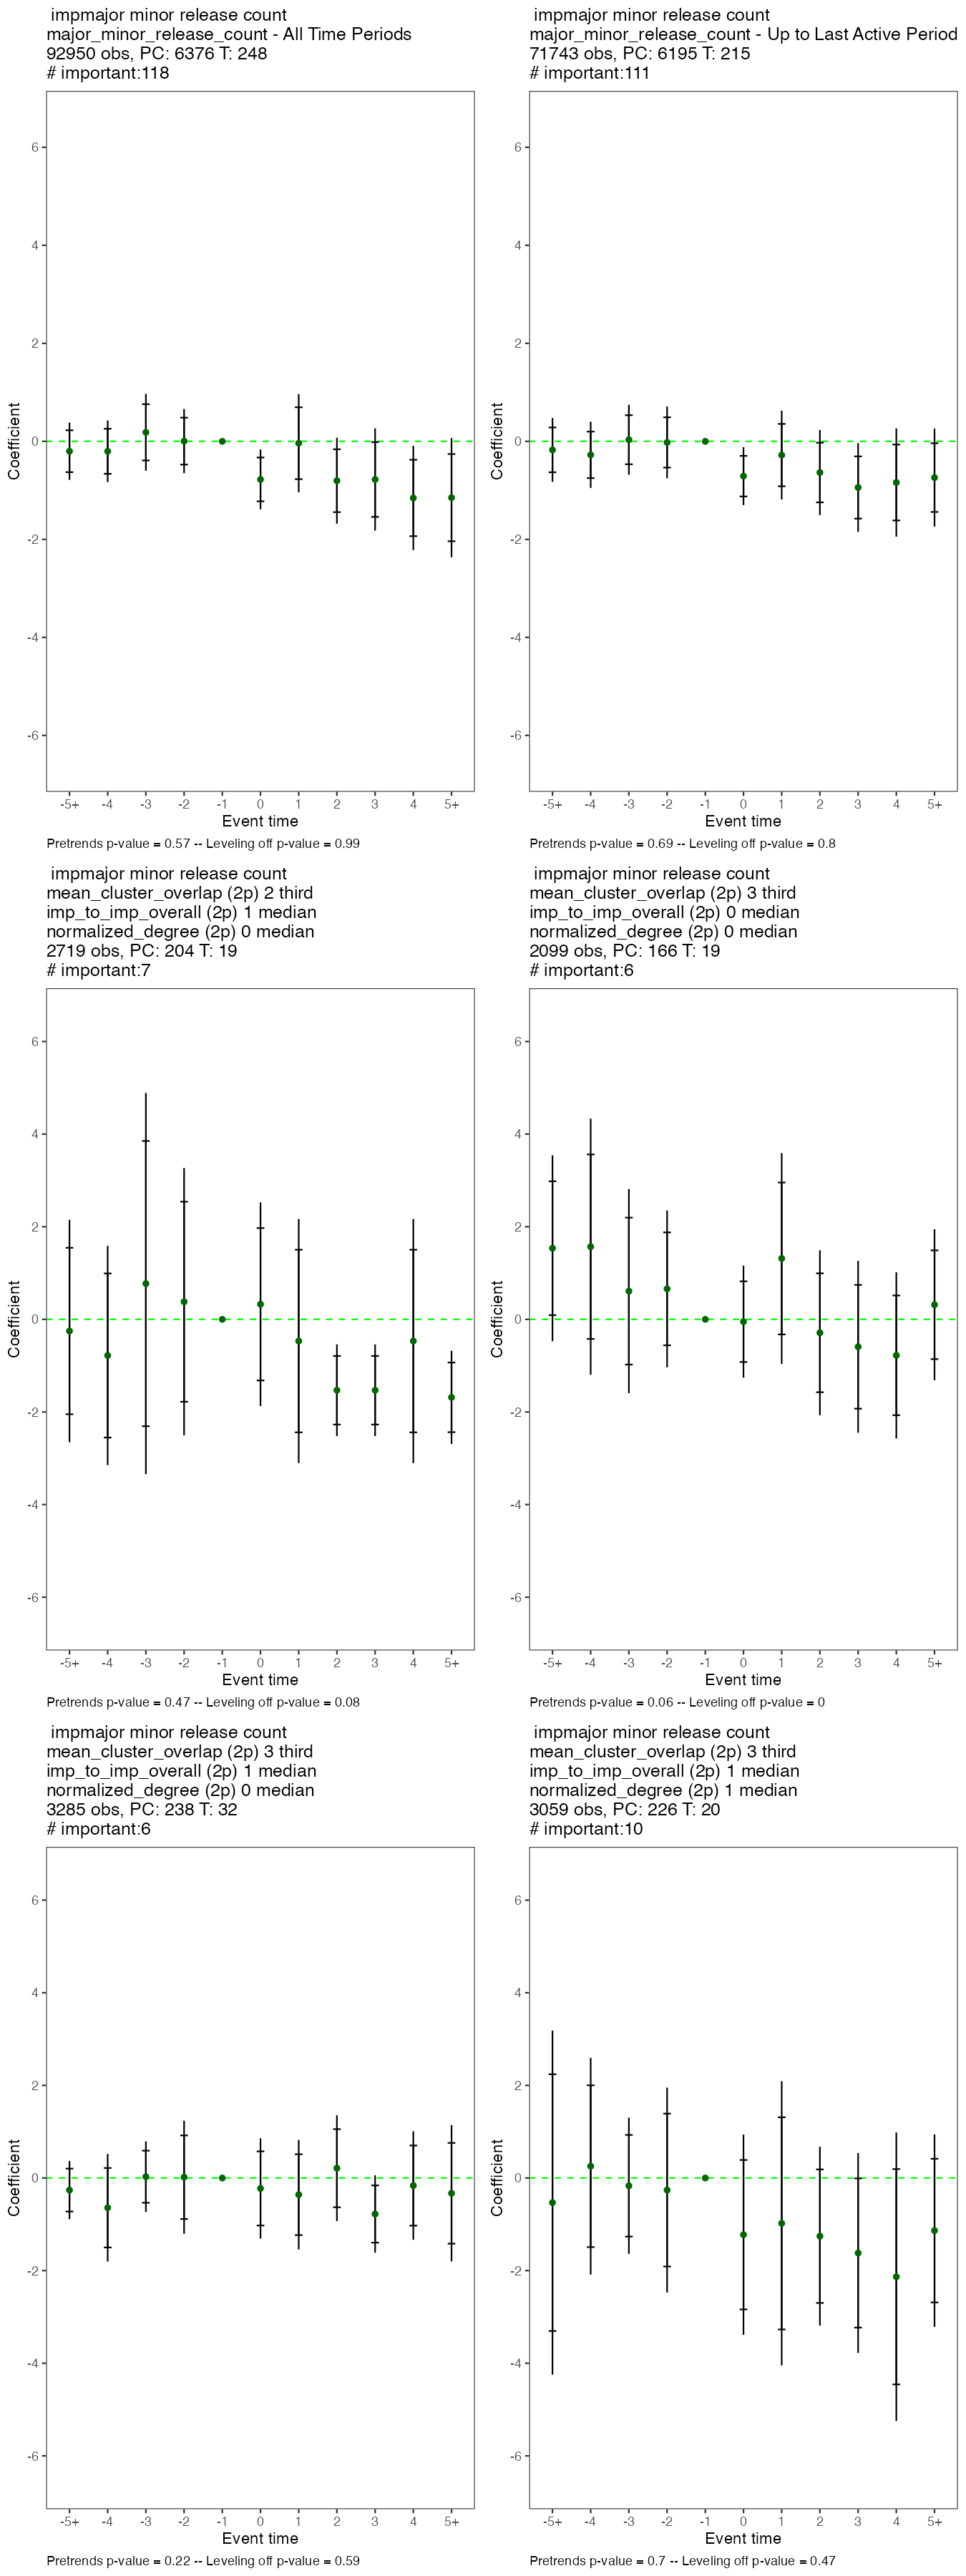 impmajor minor release count
major_minor_release_count - All Time Periods
92950 obs, PC: 6376 T: 248
# important:118
Coefficient
6
4
2
0
-2
-4
-6
-5+ -4 -3 -2 -1 0 1 2 3 4 5+
Event time
Pretrends p-value = 0.57 -- Leveling off p-value = 0.99
impmajor minor release count
major_minor_release_count - Up to Last Active Period
71743 obs, PC: 6195 T: 215
# important:111
Coefficient
6
4
2
0
-2
-4
-6
-5+ -4 -3 -2 -1 0 1 2 3 4 5+
Event time
Pretrends p-value = 0.69 -- Leveling off p-value = 0.8
impmajor minor release count
mean_cluster_overlap (2p) 2 third
imp_to_imp_overall (2p) 1 median
normalized_degree (2p) 0 median
2719 obs, PC: 204 T: 19
# important:7
Coefficient
6
4
2
0
-2
-4
-6
-5+ -4 -3 -2 -1 0 1 2 3 4 5+
Event time
Pretrends p-value = 0.47 -- Leveling off p-value = 0.08
impmajor minor release count
mean_cluster_overlap (2p) 3 third
imp_to_imp_overall (2p) 0 median
normalized_degree (2p) 0 median
2099 obs, PC: 166 T: 19
# important:6
Coefficient
6
4
2
0
-2
-4
-6
-5+ -4 -3 -2 -1 0 1 2 3 4 5+
Event time
Pretrends p-value = 0.06 -- Leveling off p-value = 0
impmajor minor release count
mean_cluster_overlap (2p) 3 third
imp_to_imp_overall (2p) 1 median
normalized_degree (2p) 0 median
3285 obs, PC: 238 T: 32
# important:6
Coefficient
6
4
2
0
-2
-4
-6
-5+ -4 -3 -2 -1 0 1 2 3 4 5+
Event time
Pretrends p-value = 0.22 -- Leveling off p-value = 0.59
impmajor minor release count
mean_cluster_overlap (2p) 3 third
imp_to_imp_overall (2p) 1 median
normalized_degree (2p) 1 median
3059 obs, PC: 226 T: 20
# important:10
Coefficient
6
4
2
0
-2
-4
-6
-5+ -4 -3 -2 -1 0 1 2 3 4 5+
Event time
Pretrends p-value = 0.7 -- Leveling off p-value = 0.47